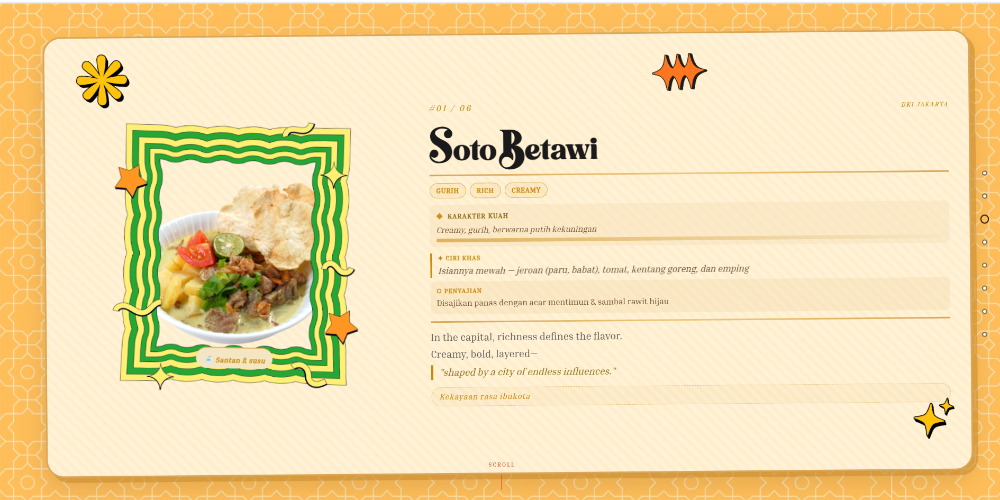 #01 / 06
DKI JAKARTA
Soto Betawi
GURIH
RICH
CREAMY
KARAKTER KUAH
Creamy, gurih, berwarna putih kekuningan
CIRI KHAS
Isiannya mewah — jeroan (paru, babat), tomat, kentang goreng, dan emping
PENYAJIAN
Disajikan panas dengan acar mentimun & sambal rawit hijau
In the capital, richness defines the flavor.
Creamy, bold, layered—
"shaped by a city of endless influences."
Kekayaan rasa ibukota
Santan & susu
SCROLL